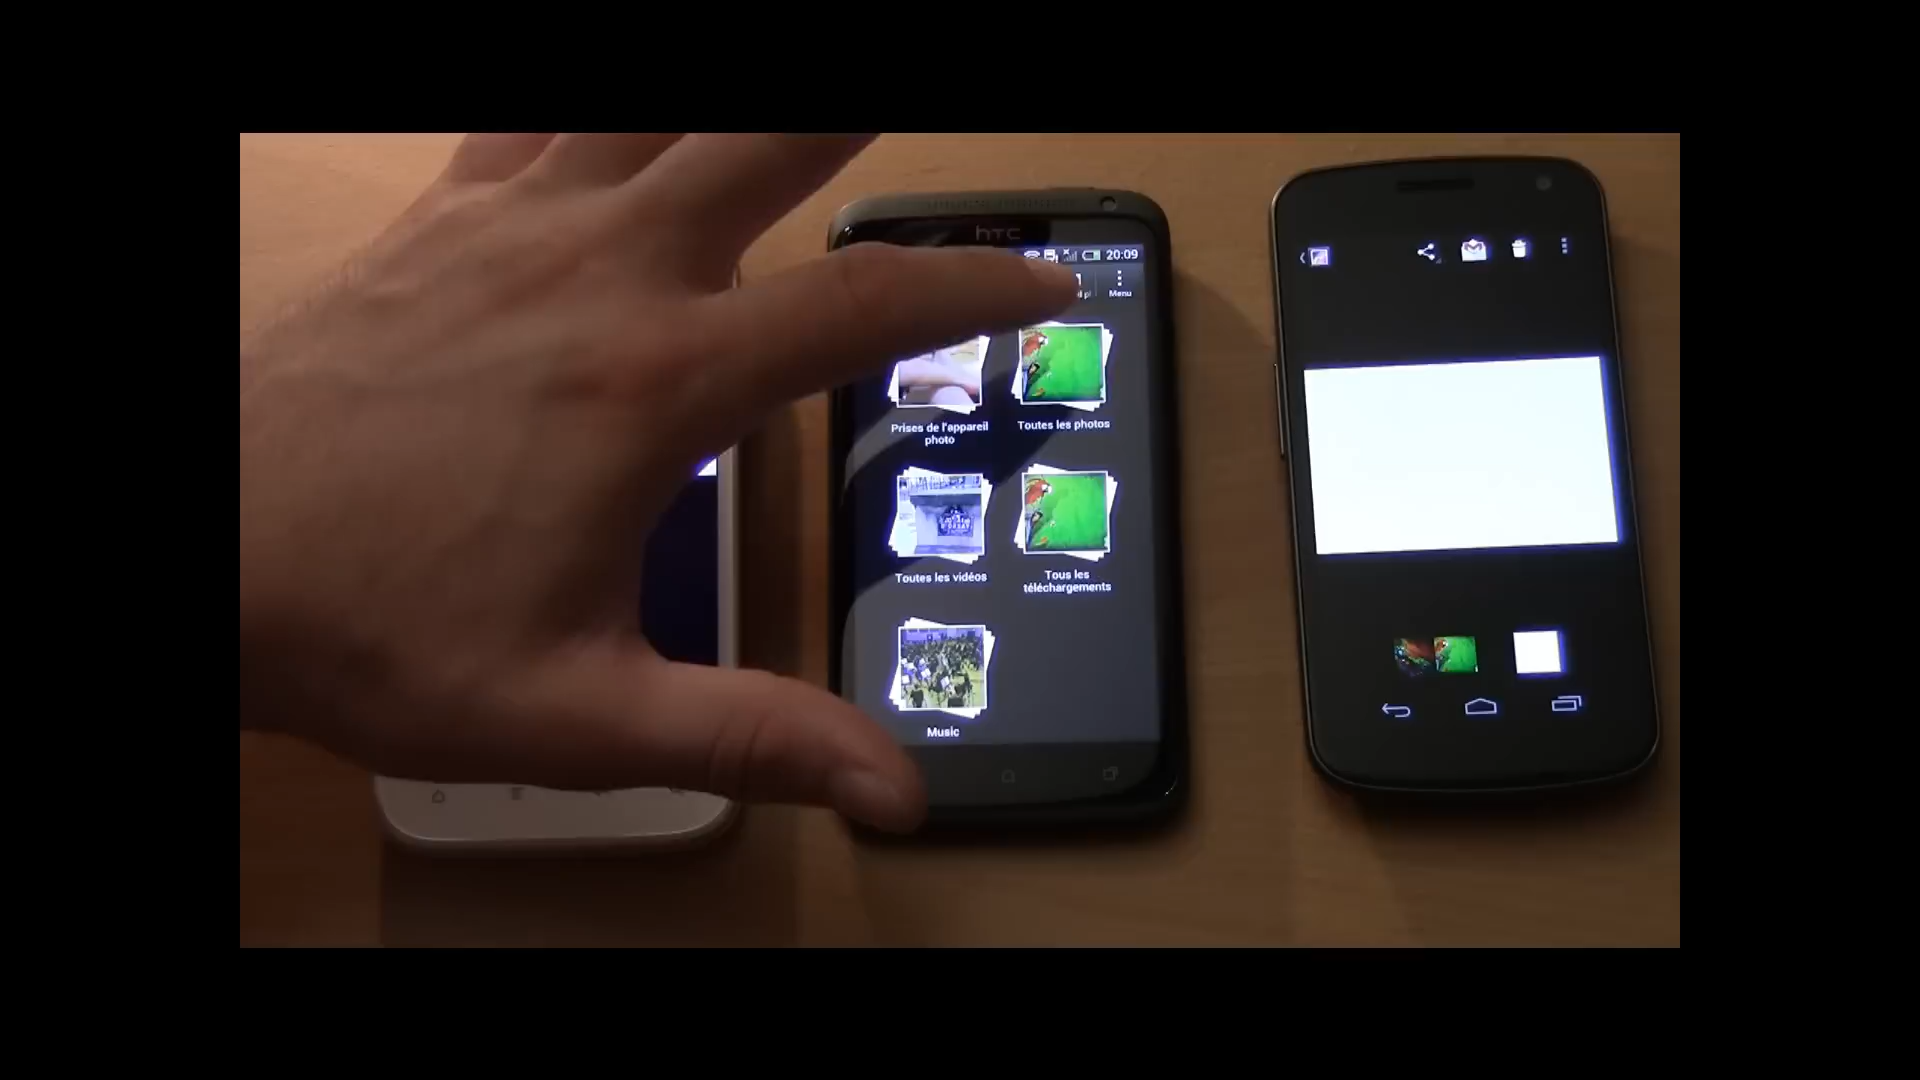 hTC
20:09
Menu
Prises de l'appareil
photo
Toutes les photos
Toutes les vidéos
Tous les
téléchargements
Music